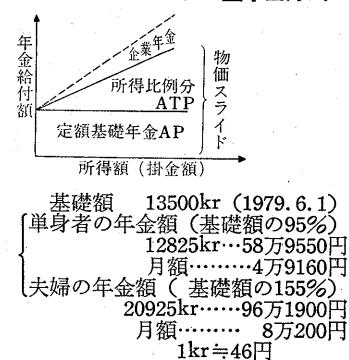 年金給付額
企業年金
所得比例分
ATP
定額基礎年金AP
物価スライド
所得額(掛金額)
基礎額 13500kr(1979.6.1)
単身者の年金額(基礎額の95%)
12825kr…58万9550円
月額………4万9160円
夫婦の年金額( 基礎額の155%)
20925kr……96万1900円
月額……… 8万200円
1kr≒46円